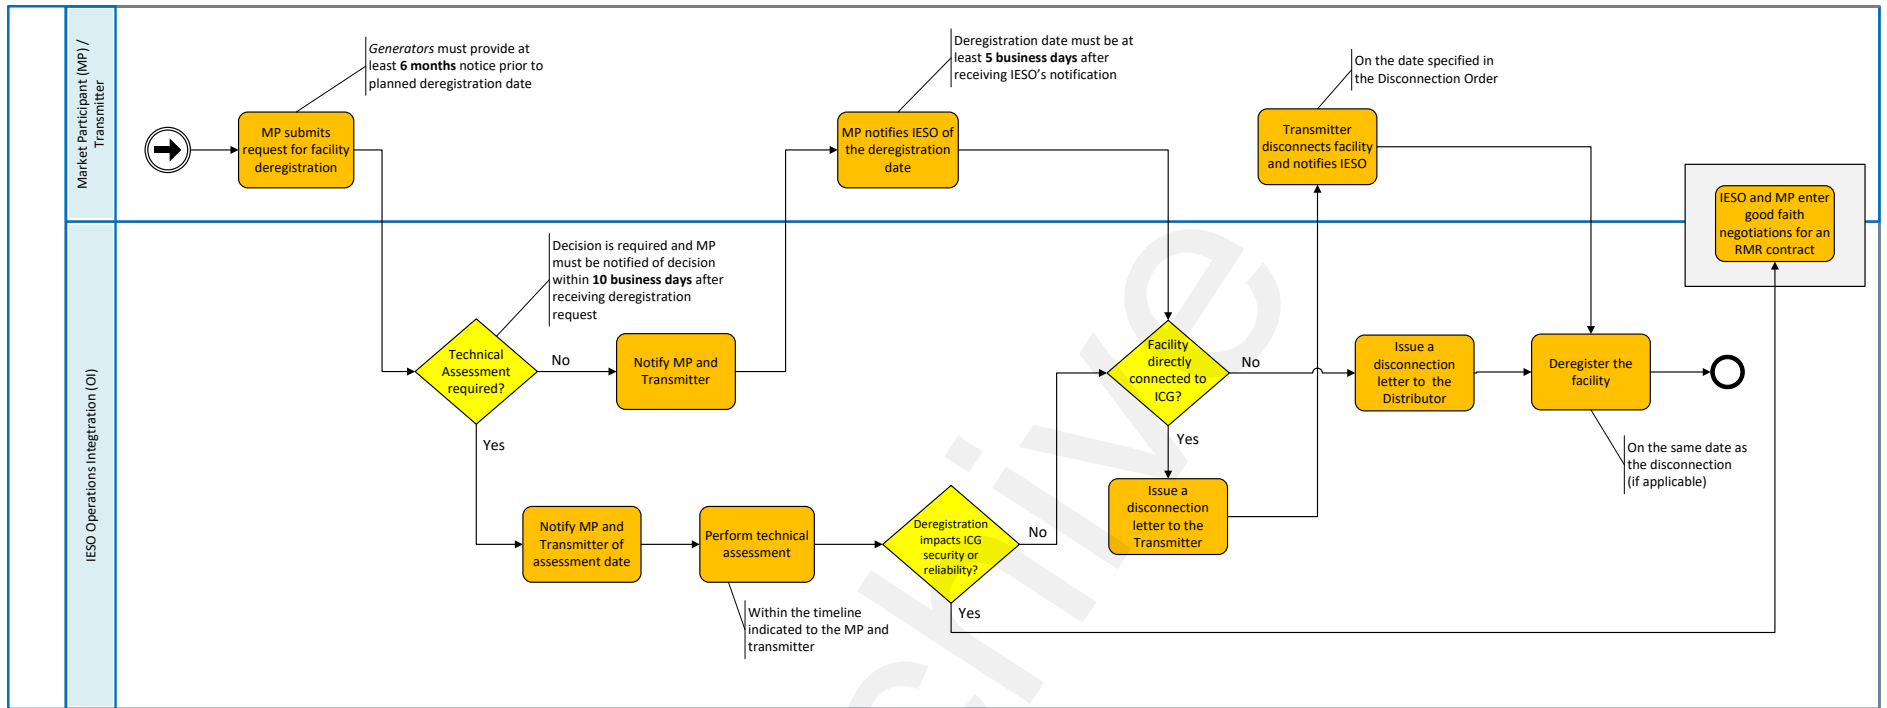 Market Participant (MP) /
Transmitter
Generators must provide at
least 6 months notice prior to
planned deregistration date
MP submits
request for facility
deregistration
Deregistration date must be at
least 5 business days after
receiving IESO's notification
MP notifies IESO of
the deregistration
date
On the date specified in
the Disconnection Order
Transmitter
disconnects facility
and notifies IESO
IESO and MP enter
good faith
negotiations for an
RMR contract
IESO Operations Integtration (OI)
Decision is required and MP
must be notified of decision
within 10 business days after
receiving deregistration
request
Technical
Assessment
required?
No
Notify MP and
Transmitter
Yes
Notify MP and
Transmitter of
assessment date
Perform technical
assessment
Within the timeline
indicated to the MP and
transmitter
Deregistration
impacts ICG
security or
reliability?
No
Yes
Facility
directly
connected to
ICG?
No
Yes
Issue a
disconnection
letter to the
Transmitter
Issue a
disconnection
letter to the
Distributor
Deregister the
facility
On the same date as
the disconnection
(if applicable)
chive